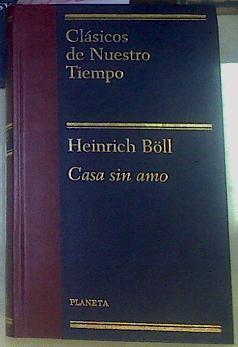 Clásicos
de Nuestro
Tiempo
Heinrich Böll
Casa sin amo
PLANETA